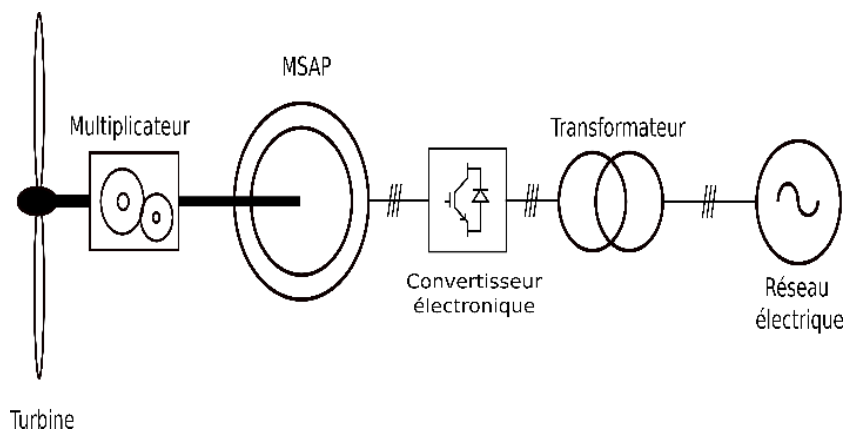 MSAP
Multiplicateur
Transformateur
Convertisseur
électronique
Réseau
électrique
Turbine